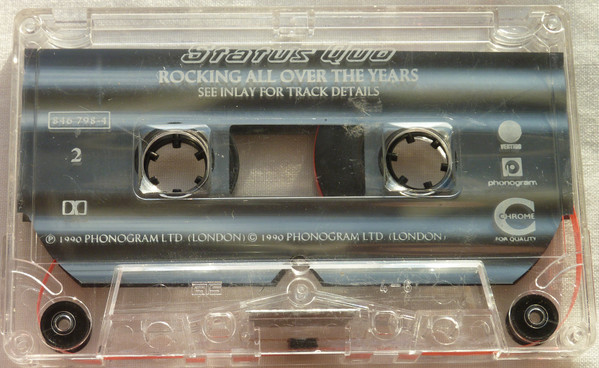 Status Quo
ROCKING ALL OVER THE YEARS
SEE INLAY FOR TRACK DETAILS
846 798-4
2
VERTIGO
phonogram
CHROME
FOR QUALITY
℗ 1990 PHONOGRAM LTD. (LONDON) © 1990 PHONOGRAM LTD. (LONDON)